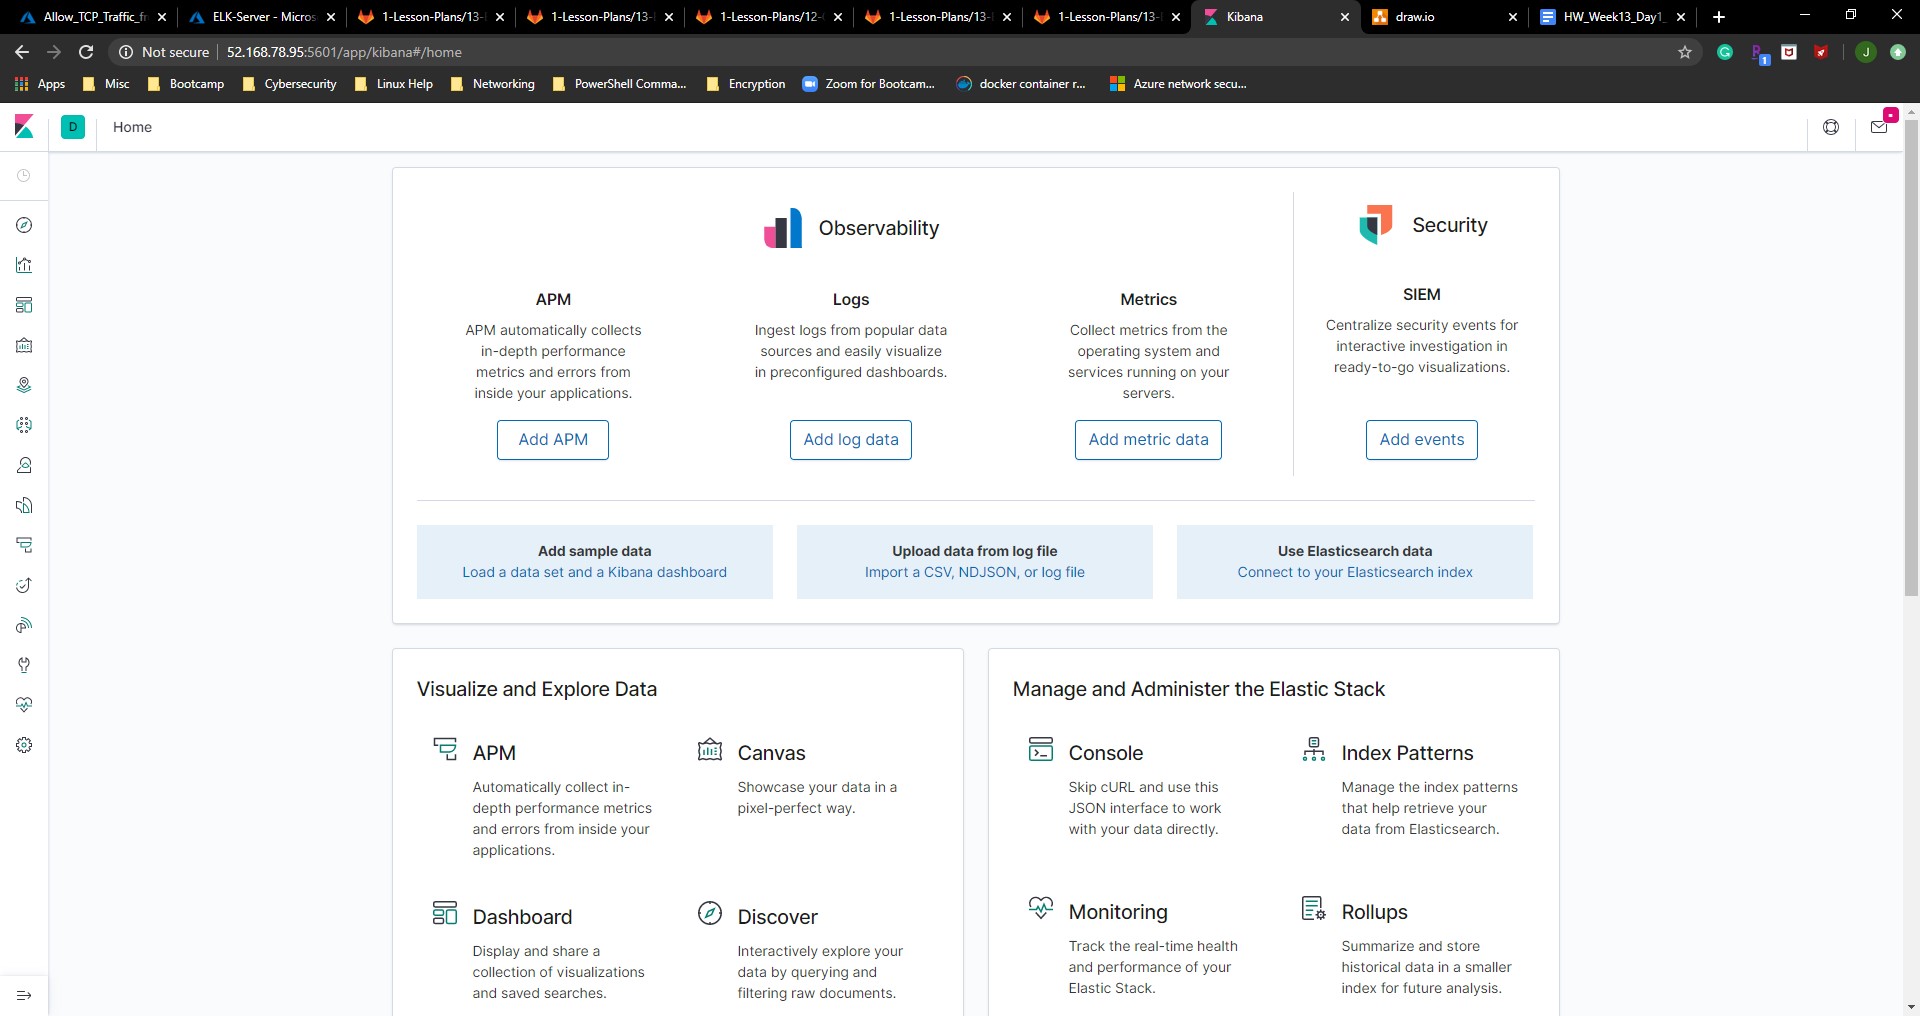 Allow_TCP_Traffic_fr
ELK-Server - Micros
1-Lesson-Plans/13-
1-Lesson-Plans/13-
1-Lesson-Plans/12-
1-Lesson-Plans/13-
1-Lesson-Plans/13-
Kibana
draw.io
HW_Week13_Day1_
Not secure
52.168.78.95:5601/app/kibana#/home
1
J
Apps
Misc
Bootcamp
Cybersecurity
Linux Help
Networking
PowerShell Comma...
Encryption
Zoom for Bootcam...
docker container r...
Azure network secu...
D
Home
Observability
Security
APM
APM automatically collects
in-depth performance
metrics and errors from
inside your applications.
Add APM
Logs
Ingest logs from popular data
sources and easily visualize
in preconfigured dashboards.
Add log data
Metrics
Collect metrics from the
operating system and
services running on your
servers.
Add metric data
SIEM
Centralize security events for
interactive investigation in
ready-to-go visualizations.
Add events
Add sample data
Load a data set and a Kibana dashboard
Upload data from log file
Import a CSV, NDJSON, or log file
Use Elasticsearch data
Connect to your Elasticsearch index
Visualize and Explore Data
APM
Automatically collect in-
depth performance metrics
and errors from inside your
applications.
Canvas
Showcase your data in a
pixel-perfect way.
Dashboard
Display and share a
collection of visualizations
and saved searches.
Discover
Interactively explore your
data by querying and
filtering raw documents.
Manage and Administer the Elastic Stack
Console
Skip cURL and use this
JSON interface to work
with your data directly.
Index Patterns
Manage the index patterns
that help retrieve your
data from Elasticsearch.
Monitoring
Track the real-time health
and performance of your
Elastic Stack.
Rollups
Summarize and store
historical data in a smaller
index for future analysis.